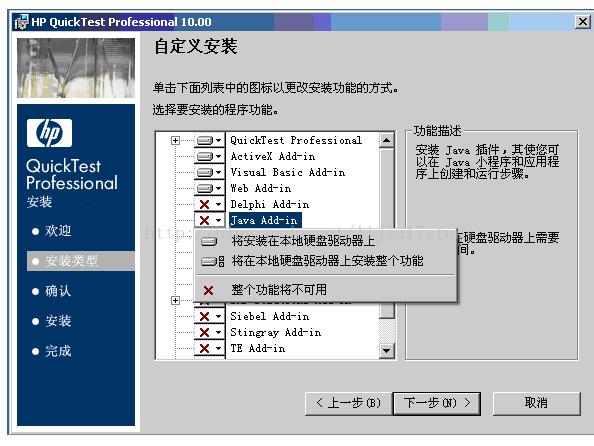 HP QuickTest Professional 10.00
自定义安装
单击下面列表中的图标以更改安装功能的方式。
选择要安装的程序功能。
hp
QuickTest
Professional
安装
欢迎
安装类型
确认
安装
完成
QuickTest Professional
ActiveX Add-in
Visual Basic Add-in
Web Add-in
Delphi Add-in
Java Add-in
将安装在本地硬盘驱动器上
将在本地硬盘驱动器上安装整个功能
整个功能将不可用
Siebel Add-in
Stingray Add-in
TE Add-in
功能描述
安装 Java 插件，其使您可
以在 Java 小程序和应用程
序上创建和运行步骤。
硬盘驱动器上需要
间。
< 上一步(B)
下一步(N) >
取消